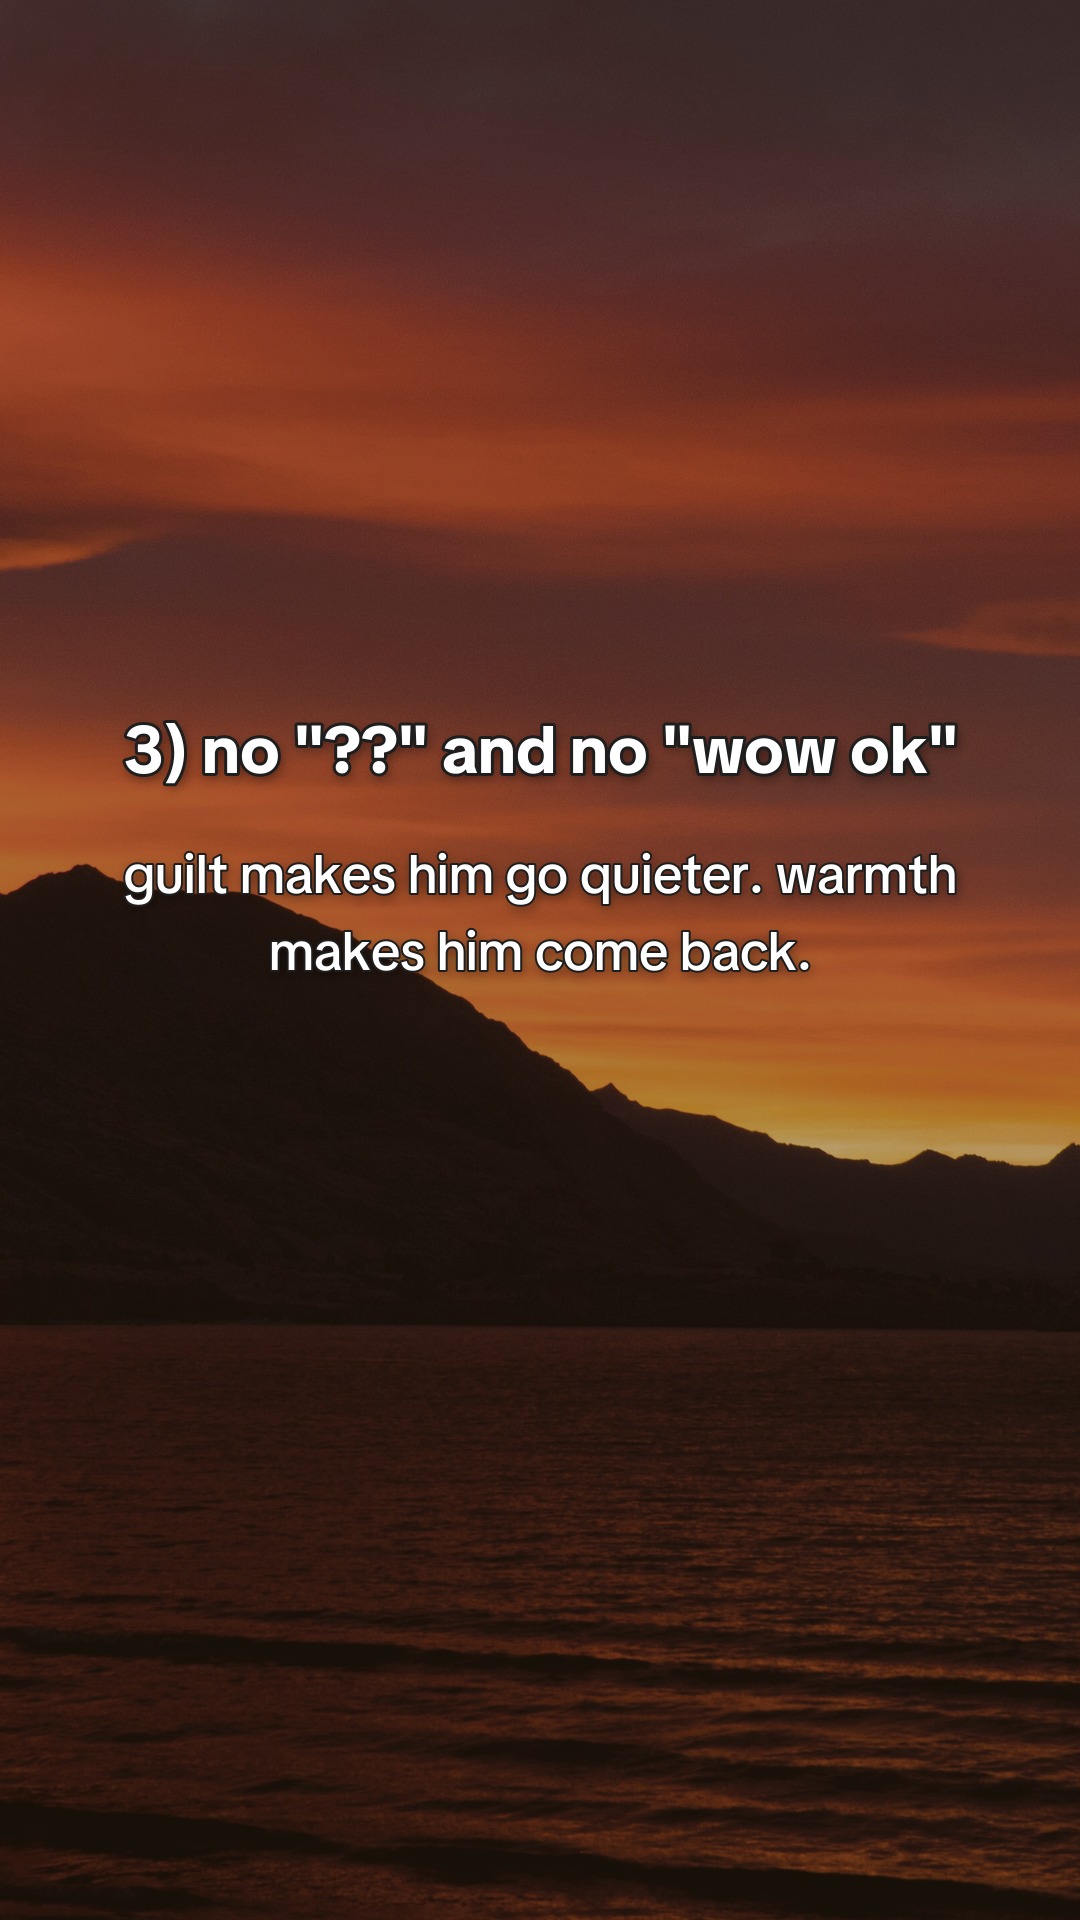 3) no "??" and no "wow ok"
guilt makes him go quieter. warmth
makes him come back.